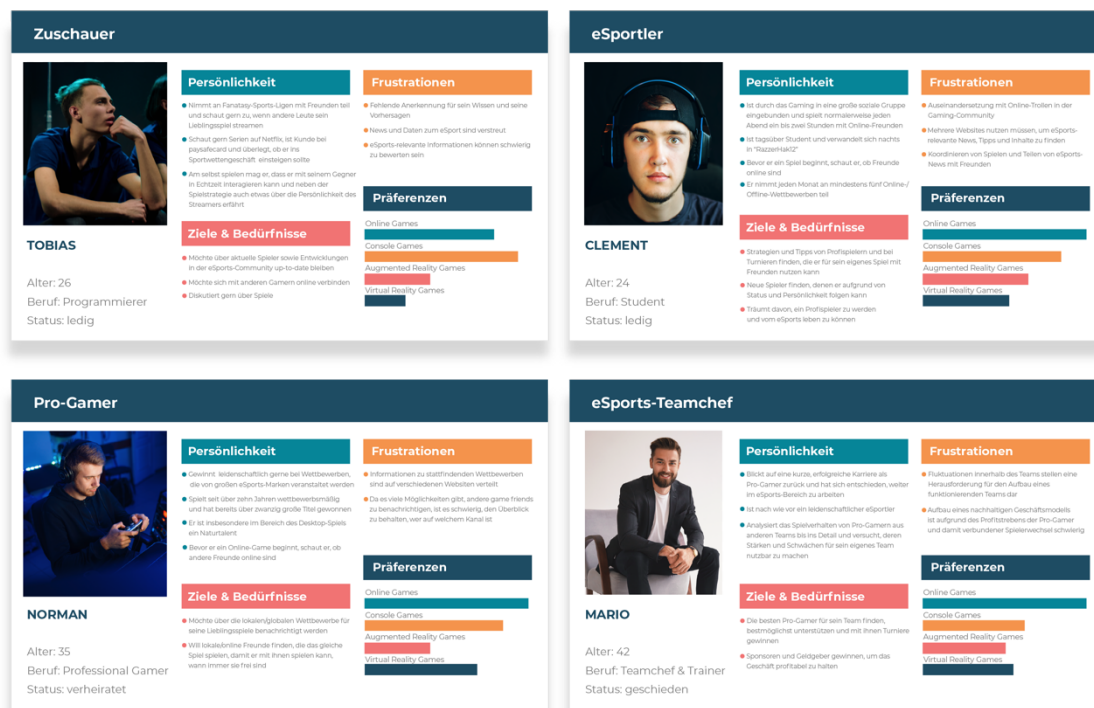 Zuschauer
TOBIAS
Alter: 26
Beruf: Programmierer
Status: ledig
Persönlichkeit
Nimmt an Fanatasy-Sports-Ligen mit Freunden teil
und schaut gern zu, wenn andere Leute sein
Lieblingsspiel streamen
Schaut gern Serien auf Netflix, ist Kunde bei
paysafecard und überlegt, ob er ins
Sportwettengeschäft einsteigen sollte
Am selbst spielen mag er, dass er mit seinem Gegner
in Echtzeit interagieren kann und neben der
Spielstrategie auch etwas über die Persönlichkeit des
Streamers erfährt
Ziele & Bedürfnisse
Möchte über aktuelle Spieler sowie Entwicklungen
in der eSports-Community up-to-date bleiben
Möchte sich mit anderen Gamern online verbinden
Diskutiert gern über Spiele
Frustrationen
Fehlende Anerkennung für sein Wissen und seine
Vorhersagen
News und Daten zum eSport sind verstreut
eSports-relevante Informationen können schwierig
zu bewerten sein
Präferenzen
Online Games
Console Games
Augmented Reality Games
Virtual Reality Games
eSportler
CLEMENT
Alter: 24
Beruf: Student
Status: ledig
Persönlichkeit
Ist durch das Gaming in eine große soziale Gruppe
eingebunden und spielt normalerweise jeden
Abend ein bis zwei Stunden mit Online-Freunden
Ist tagsüber Student und verwandelt sich nachts
in "RazzerHak12"
Bevor er ein Spiel beginnt, schaut er, ob Freunde
online sind
Er nimmt jeden Monat an mindestens fünf Online-/
Offline-Wettbewerben teil
Ziele & Bedürfnisse
Strategien und Tipps von Profispielern und bei
Turnieren finden, die er für sein eigenes Spiel mit
Freunden nutzen kann
Neue Spieler finden, denen er aufgrund von
Status und Persönlichkeit folgen kann
Träumt davon, ein Profispieler zu werden
und vom eSports leben zu können
Frustrationen
Auseinandersetzung mit Online-Trollen in der
Gaming-Community
Mehrere Websites nutzen müssen, um eSports-
relevante News, Tipps und Inhalte zu finden
Koordinieren von Spielen und Teilen von eSports-
News mit Freunden
Präferenzen
Online Games
Console Games
Augmented Reality Games
Virtual Reality Games
Pro-Gamer
NORMAN
Alter: 35
Beruf: Professional Gamer
Status: verheiratet
Persönlichkeit
Gewinnt leidenschaftlich gerne bei Wettbewerben,
die von großen eSports-Marken veranstaltet werden
Spielt seit über zehn Jahren wettbewerbsmäßig
und hat bereits über zwanzig große Titel gewonnen
Er ist insbesondere im Bereich des Desktop-Spiels
ein Naturtalent
Bevor er ein Online-Game beginnt, schaut er, ob
andere Freunde online sind
Ziele & Bedürfnisse
Möchte über die lokalen/globalen Wettbewerbe für
seine Lieblingsspiele benachrichtigt werden
Will lokale/online Freunde finden, die das gleiche
Spiel spielen, damit er mit ihnen spielen kann,
wann immer sie frei sind
Frustrationen
Informationen zu stattfindenden Wettbewerben
sind auf verschiedenen Websites verteilt
Da es viele Möglichkeiten gibt, andere game friends
zu benachrichtigen, ist es schwierig, den Überblick
zu behalten, wer auf welchem Kanal ist
Präferenzen
Online Games
Console Games
Augmented Reality Games
Virtual Reality Games
eSports-Teamchef
MARIO
Alter: 42
Beruf: Teamchef & Trainer
Status: geschieden
Persönlichkeit
Blickt auf eine kurze, erfolgreiche Karriere als
Pro-Gamer zurück und hat sich entschieden, weiter
im eSports-Bereich zu arbeiten
Ist nach wie vor ein leidenschaftlicher eSportler
Analysiert das Spielverhalten von Pro-Gamern aus
anderen Teams bis ins Detail und versucht, deren
Stärken und Schwächen für sein eigenes Team
nutzbar zu machen
Ziele & Bedürfnisse
Die besten Pro-Gamer für sein Team finden,
bestmöglichst unterstützen und mit ihnen Turniere
gewinnen
Sponsoren und Geldgeber gewinnen, um das
Geschäft profitabel zu halten
Frustrationen
Fluktuationen innerhalb des Teams stellen eine
Herausforderung für den Aufbau eines
funktionierenden Teams dar
Aufbau eines nachhaltigen Geschäftsmodells
ist aufgrund des Profitstrebens der Pro-Gamer
und damit verbundener Spielerwechsel schwierig
Präferenzen
Online Games
Console Games
Augmented Reality Games
Virtual Reality Games